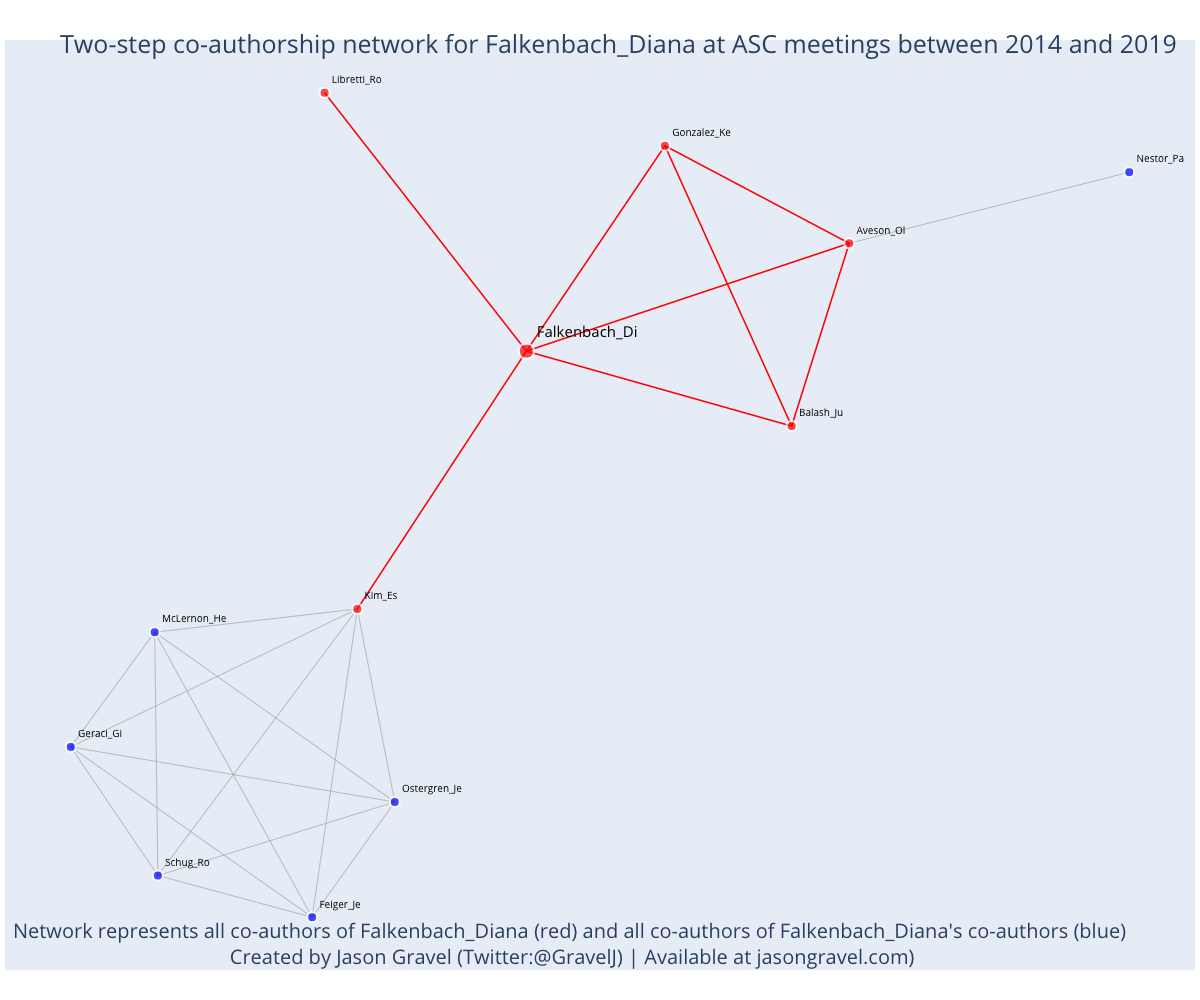 Two-step co-authorship network for Falkenbach_Diana at ASC meetings between 2014 and 2019
Libretti_Ro
Gonzalez_Ke
Nestor_Pa
Aveson_Ol
Falkenbach_Di
Balash_Ju
Kim_Es
McLernon_He
Geraci_Gi
Ostergren_Je
Schug_Ro
Feiger_Je
Network represents all co-authors of Falkenbach_Diana (red) and all co-authors of Falkenbach_Diana's co-authors (blue)
Created by Jason Gravel (Twitter:@GravelJ) | Available at jasongravel.com)